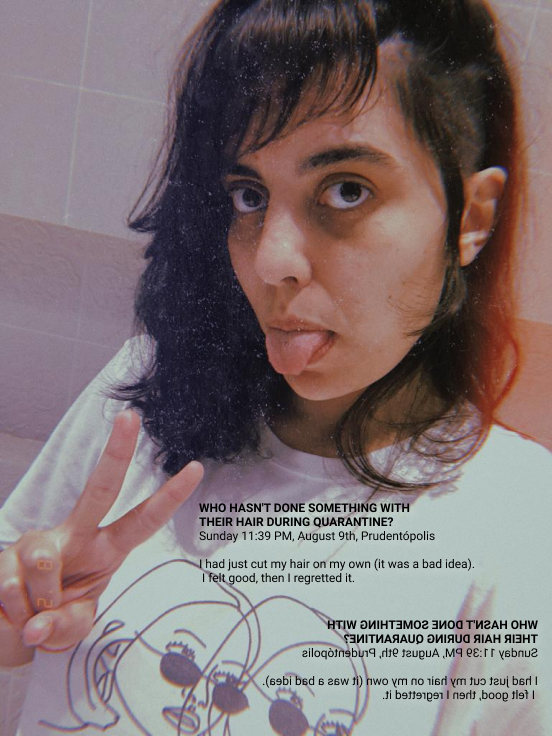 WHO HASN'T DONE SOMETHING WITH
THEIR HAIR DURING QUARANTINE?
Sunday 11:39 PM, August 9th, Prudentópolis
I had just cut my hair on my own (it was a bad idea).
I felt good, then I regretted it.
WHO HASN'T DONE SOMETHING WITH
THEIR HAIR DURING QUARANTINE?
Sunday 11:39 PM, August 9th, Prudentópolis
I had just cut my hair on my own (it was a bad idea).
I felt good, then I regretted it.